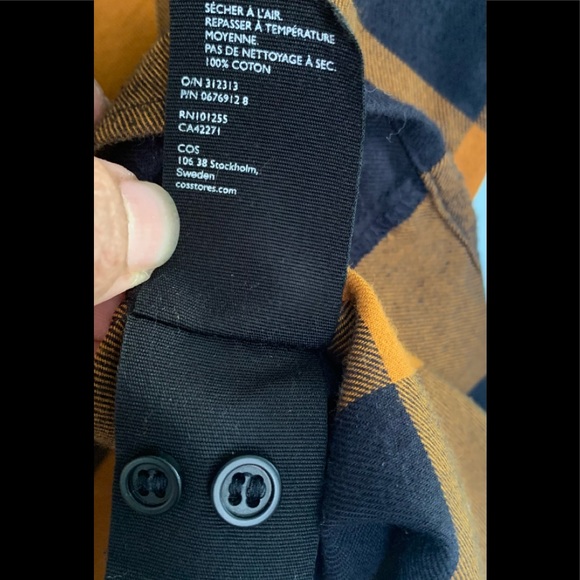 SÉCHER À L'AIR.
REPASSER À TEMPÉRATURE
MOYENNE.
PAS DE NETTOYAGE À SEC.
100% COTON
O/N 312313
P/N 0676912 8
RN101255
CA42271
COS
106 38 Stockholm,
Sweden
cosstores.com